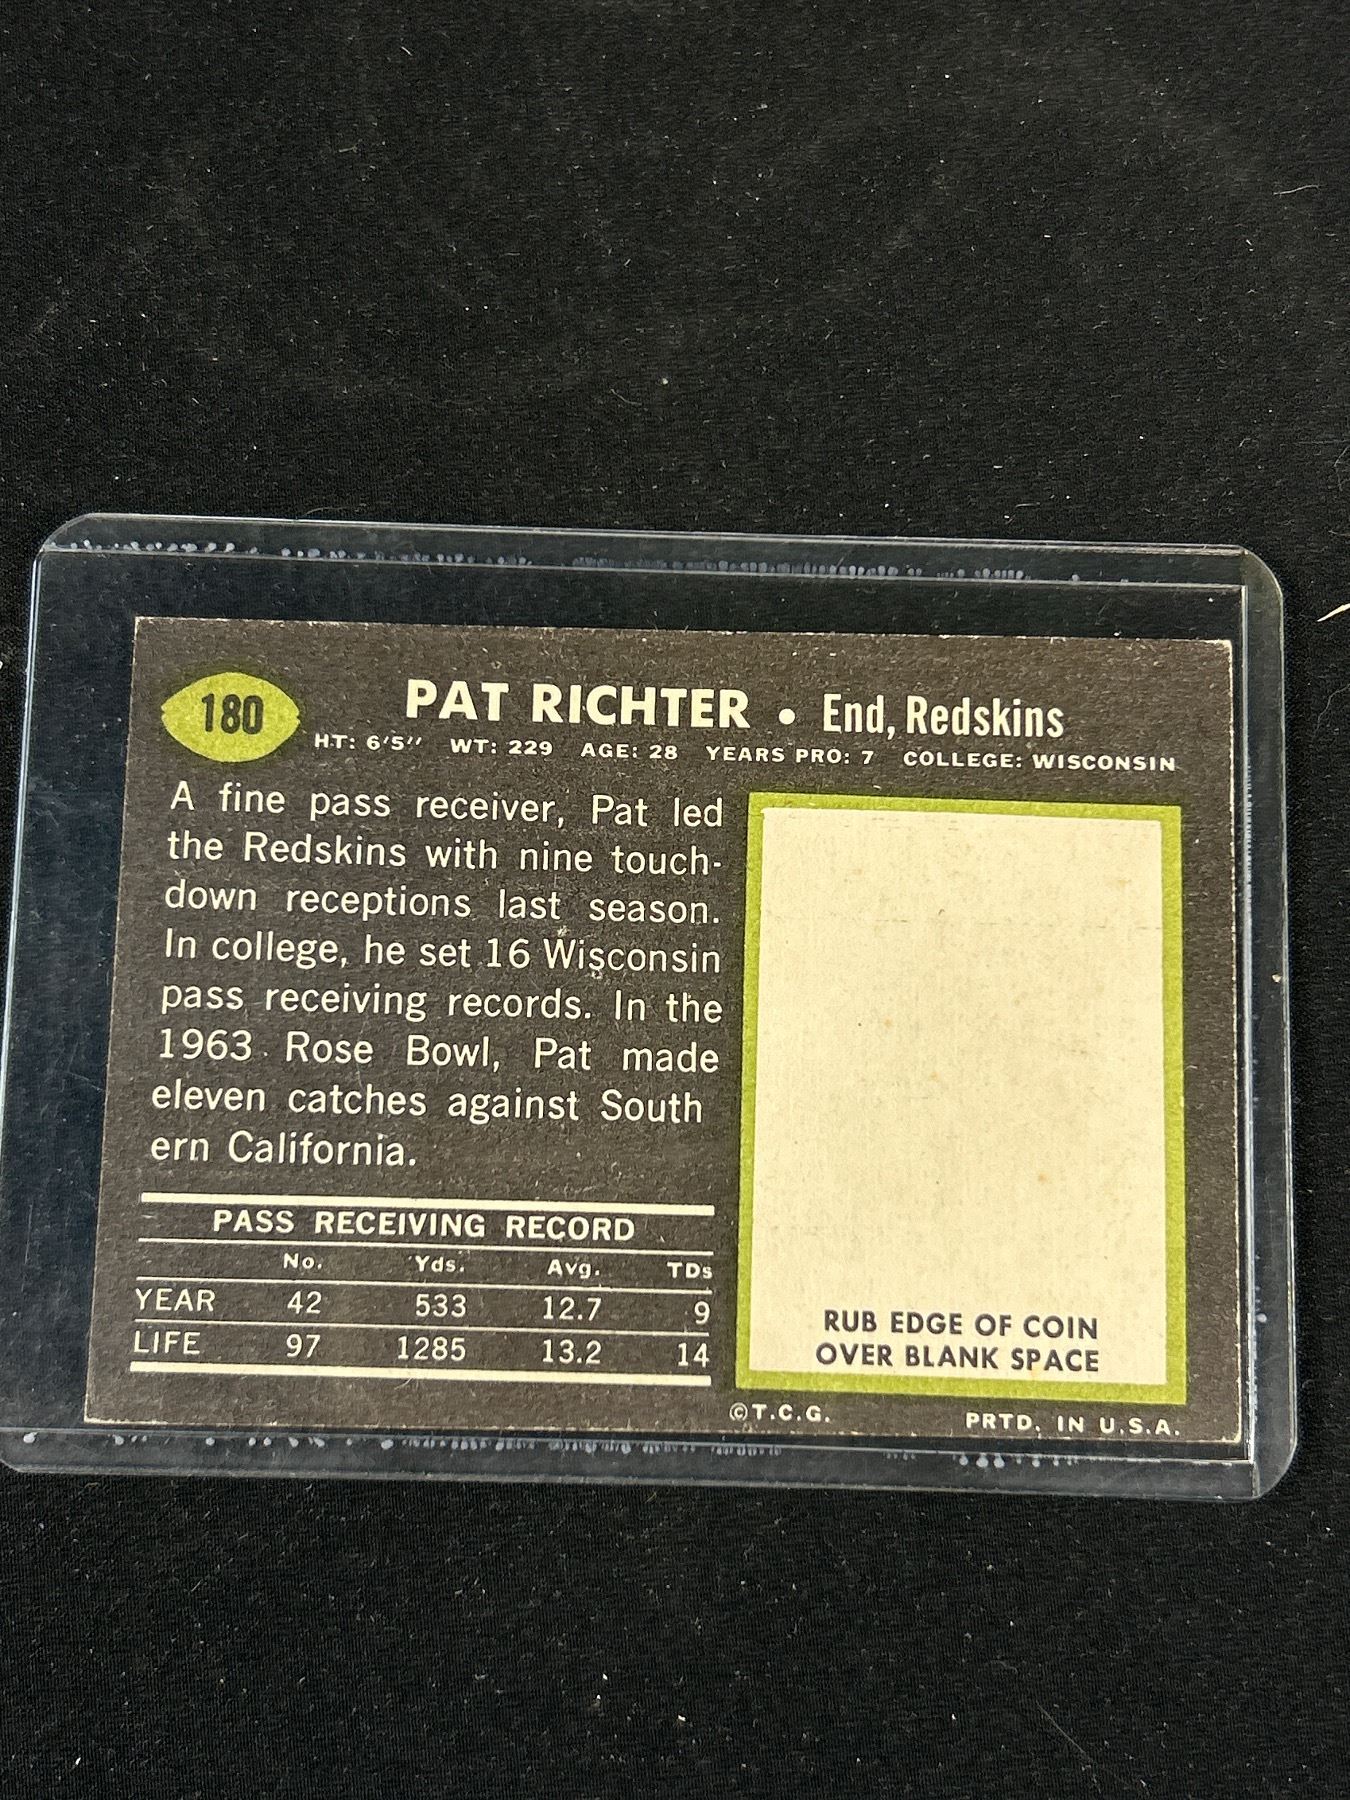 180
PAT RICHTER • End, Redskins
HT: 6'5" WT: 229 AGE: 28 YEARS PRO: 7 COLLEGE: WISCONSIN
A fine pass receiver, Pat led
the Redskins with nine touch-
down receptions last season.
In college, he set 16 Wisconsin
pass receiving records. In the
1963 Rose Bowl, Pat made
eleven catches against South
ern California.
PASS RECEIVING RECORD
No. Yds. Avg. TDs
YEAR 42 533 12.7 9
LIFE 97 1285 13.2 14
RUB EDGE OF COIN
OVER BLANK SPACE
©T.C.G. PRTD. IN U.S.A.